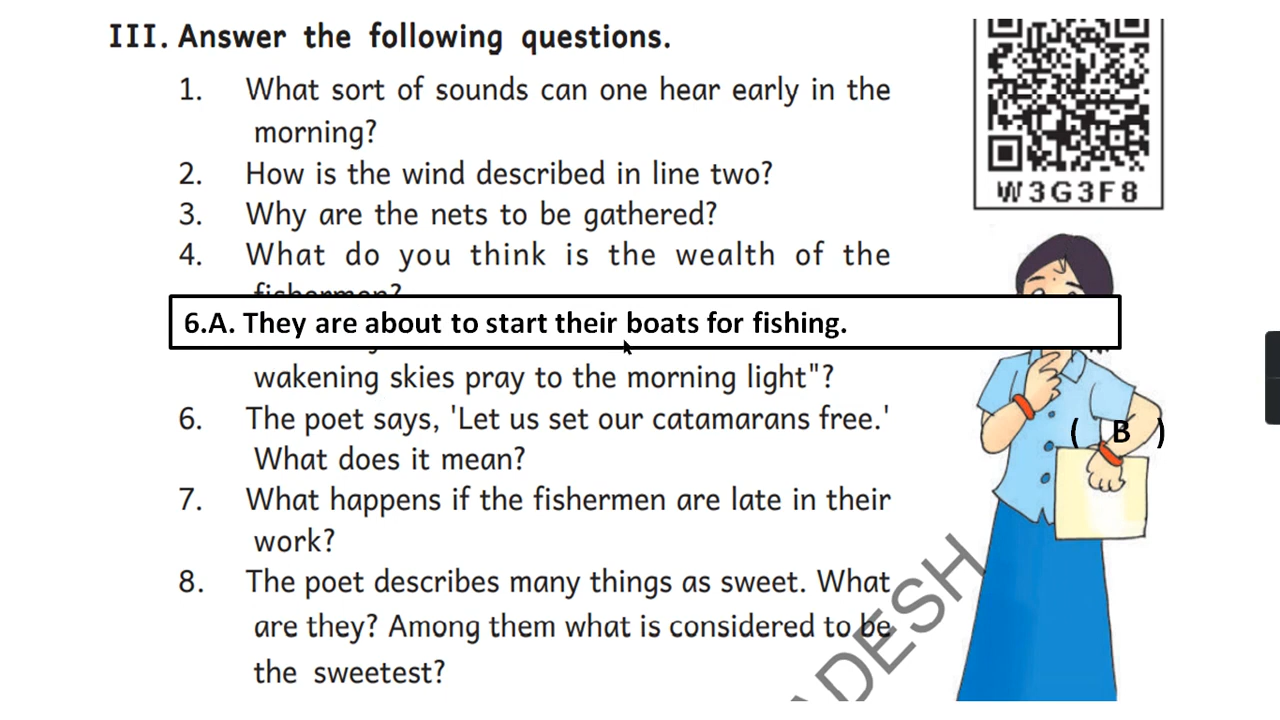 III. Answer the following questions.
1. What sort of sounds can one hear early in the
morning?
2. How is the wind described in line two?
3. Why are the nets to be gathered?
4. What do you think is the wealth of the
fishermen?
6.A. They are about to start their boats for fishing.
wakening skies pray to the morning light"?
6. The poet says, 'Let us set our catamarans free.'
What does it mean?
7. What happens if the fishermen are late in their
work?
8. The poet describes many things as sweet. What
are they? Among them what is considered to be
the sweetest?
W3G3F8
( B )
ADESH